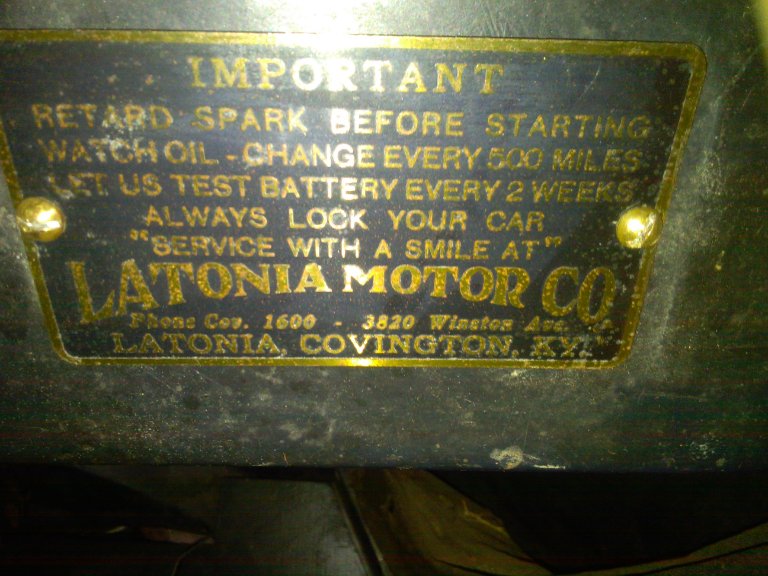 IMPORTANT
RETARD SPARK BEFORE STARTING
WATCH OIL - CHANGE EVERY 500 MILES
LET US TEST BATTERY EVERY 2 WEEKS
ALWAYS LOCK YOUR CAR
"SERVICE WITH A SMILE AT"
LATONIA MOTOR CO
Phone Cov. 1600 - 3820 Winston Ave.
LATONIA, COVINGTON, KY.